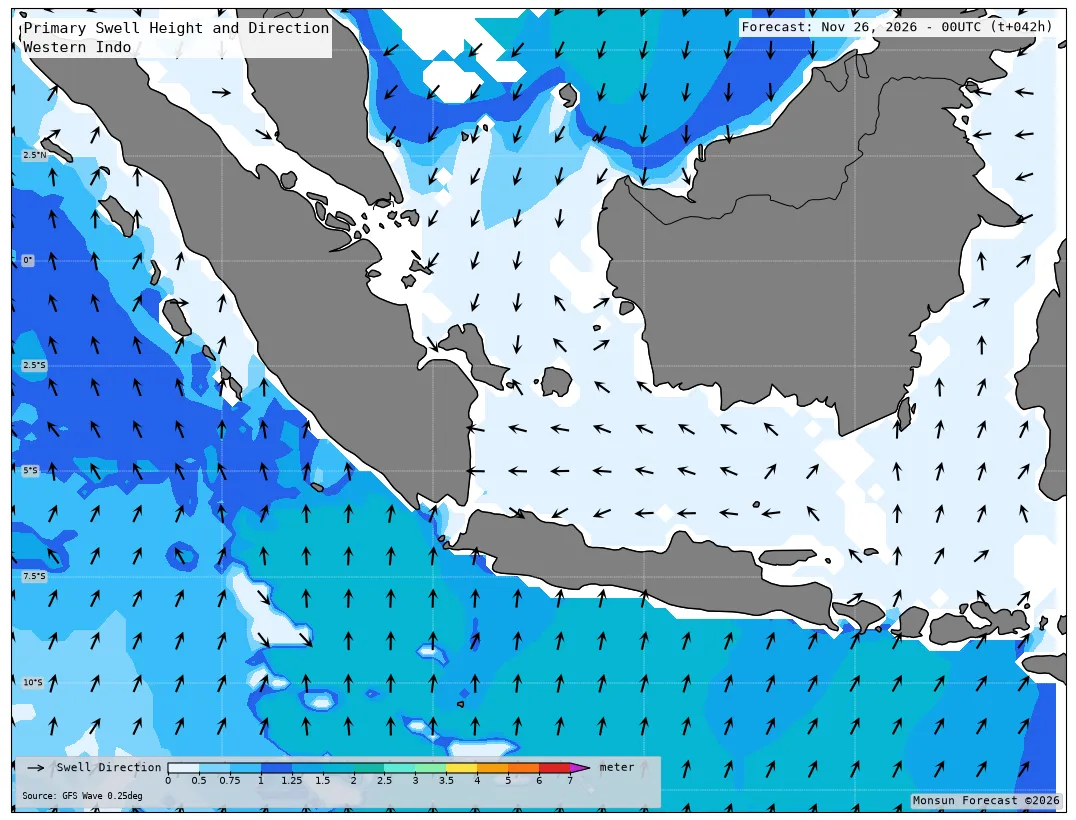 Primary Swell Height and Direction
Western Indo
Forecast: Nov 26, 2026 - 00UTC (t+042h)
2.5°N
0°
2.5°S
5°S
7.5°S
10°S
Swell Direction
0 0.5 0.75 1 1.25 1.5 2 2.5 3 3.5 4 5 6 7
meter
Source: GFS Wave 0.25deg
Monsun Forecast ©2026